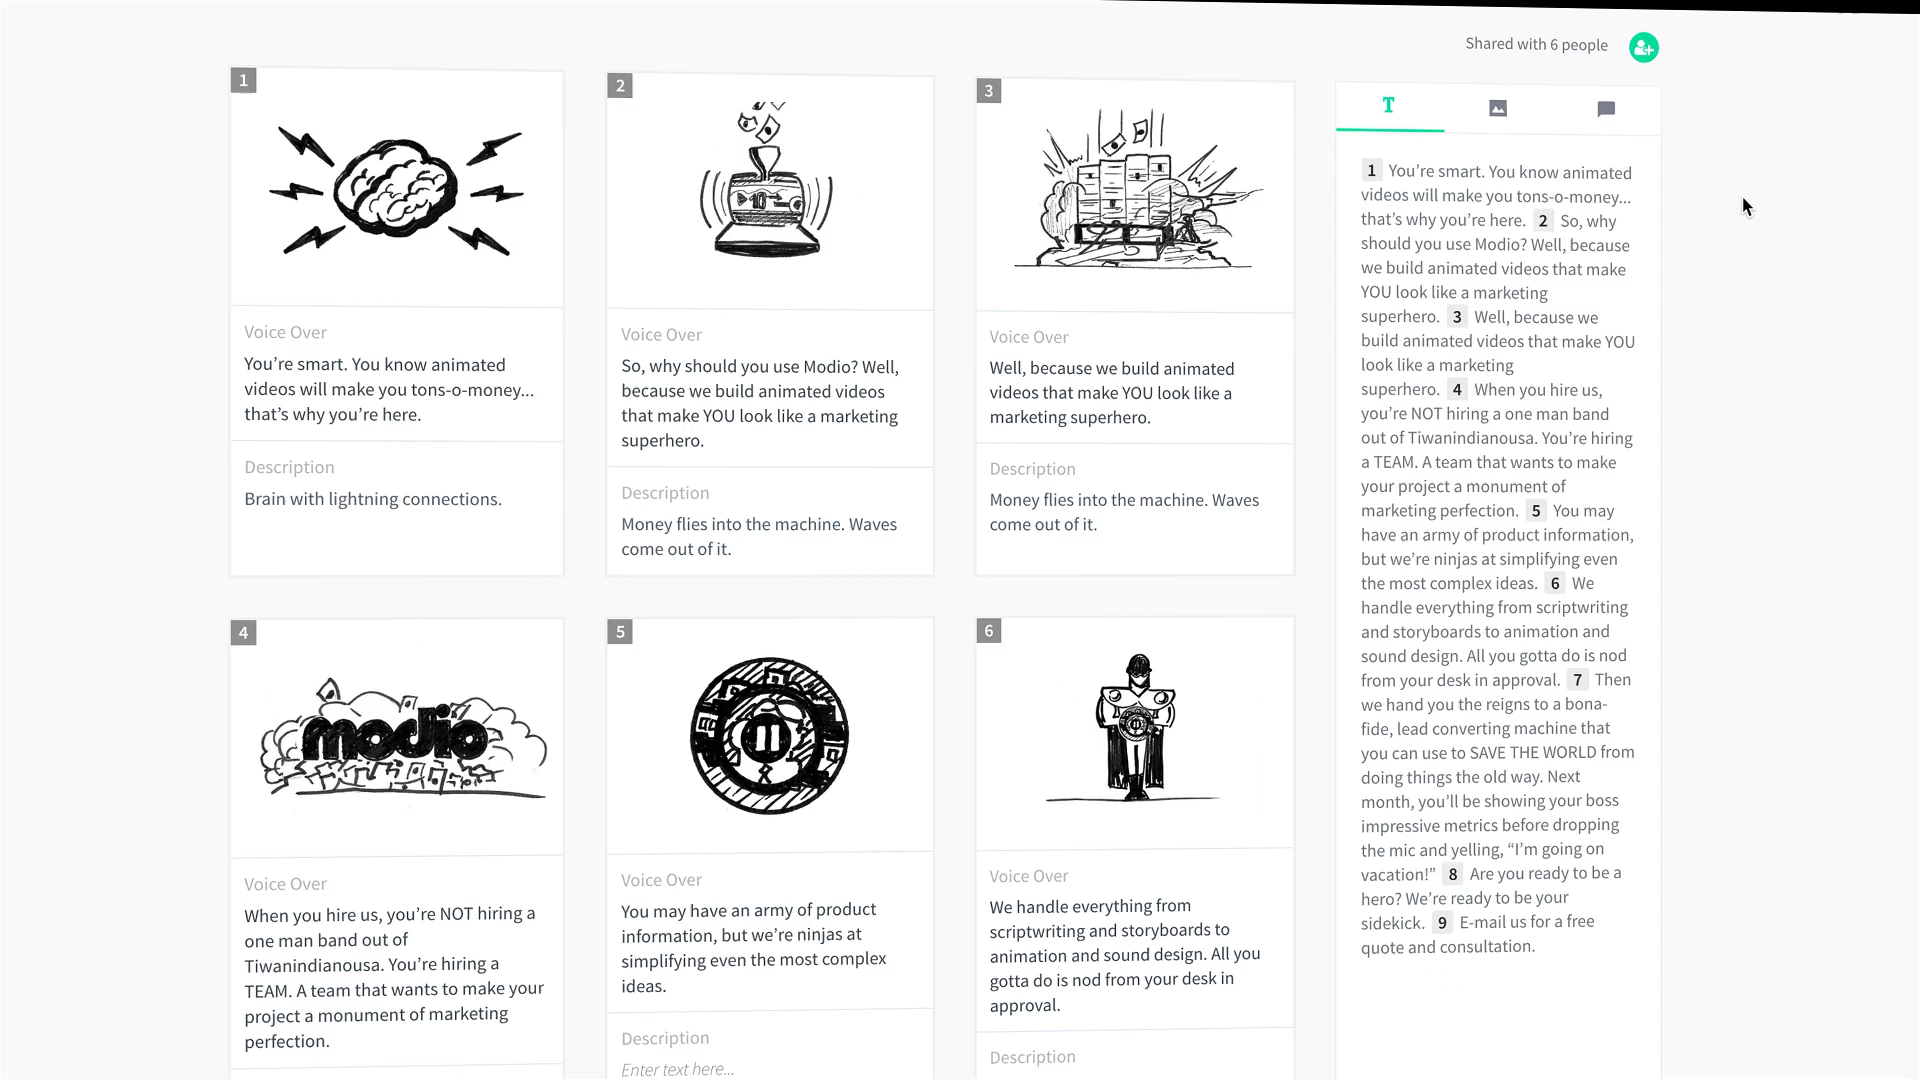 Shared with 6 people
1
Voice Over
You’re smart. You know animated
videos will make you tons-o-money...
that’s why you’re here.
Description
Brain with lightning connections.
2
10
Voice Over
So, why should you use Modio? Well,
because we build animated videos
that make YOU look like a marketing
superhero.
Description
Money flies into the machine. Waves
come out of it.
3
Voice Over
Well, because we build animated
videos that make YOU look like a
marketing superhero.
Description
Money flies into the machine. Waves
come out of it.
4
modio
Voice Over
When you hire us, you’re NOT hiring a
one man band out of
Tiwanindianousa. You’re hiring a
TEAM. A team that wants to make your
project a monument of marketing
perfection.
5
Voice Over
You may have an army of product
information, but we’re ninjas at
simplifying even the most complex
ideas.
Description
Enter text here...
6
Voice Over
We handle everything from
scriptwriting and storyboards to
animation and sound design. All you
gotta do is nod from your desk in
approval.
Description
T
1 You’re smart. You know animated
videos will make you tons-o-money...
that’s why you’re here. 2 So, why
should you use Modio? Well, because
we build animated videos that make
YOU look like a marketing
superhero. 3 Well, because we
build animated videos that make YOU
look like a marketing
superhero. 4 When you hire us,
you’re NOT hiring a one man band
out of Tiwanindianousa. You’re hiring
a TEAM. A team that wants to make
your project a monument of
marketing perfection. 5 You may
have an army of product information,
but we’re ninjas at simplifying even
the most complex ideas. 6 We
handle everything from scriptwriting
and storyboards to animation and
sound design. All you gotta do is nod
from your desk in approval. 7 Then
we hand you the reigns to a bona-
fide, lead converting machine that
you can use to SAVE THE WORLD from
doing things the old way. Next
month, you’ll be showing your boss
impressive metrics before dropping
the mic and yelling, “I’m going on
vacation!” 8 Are you ready to be a
hero? We’re ready to be your
sidekick. 9 E-mail us for a free
quote and consultation.